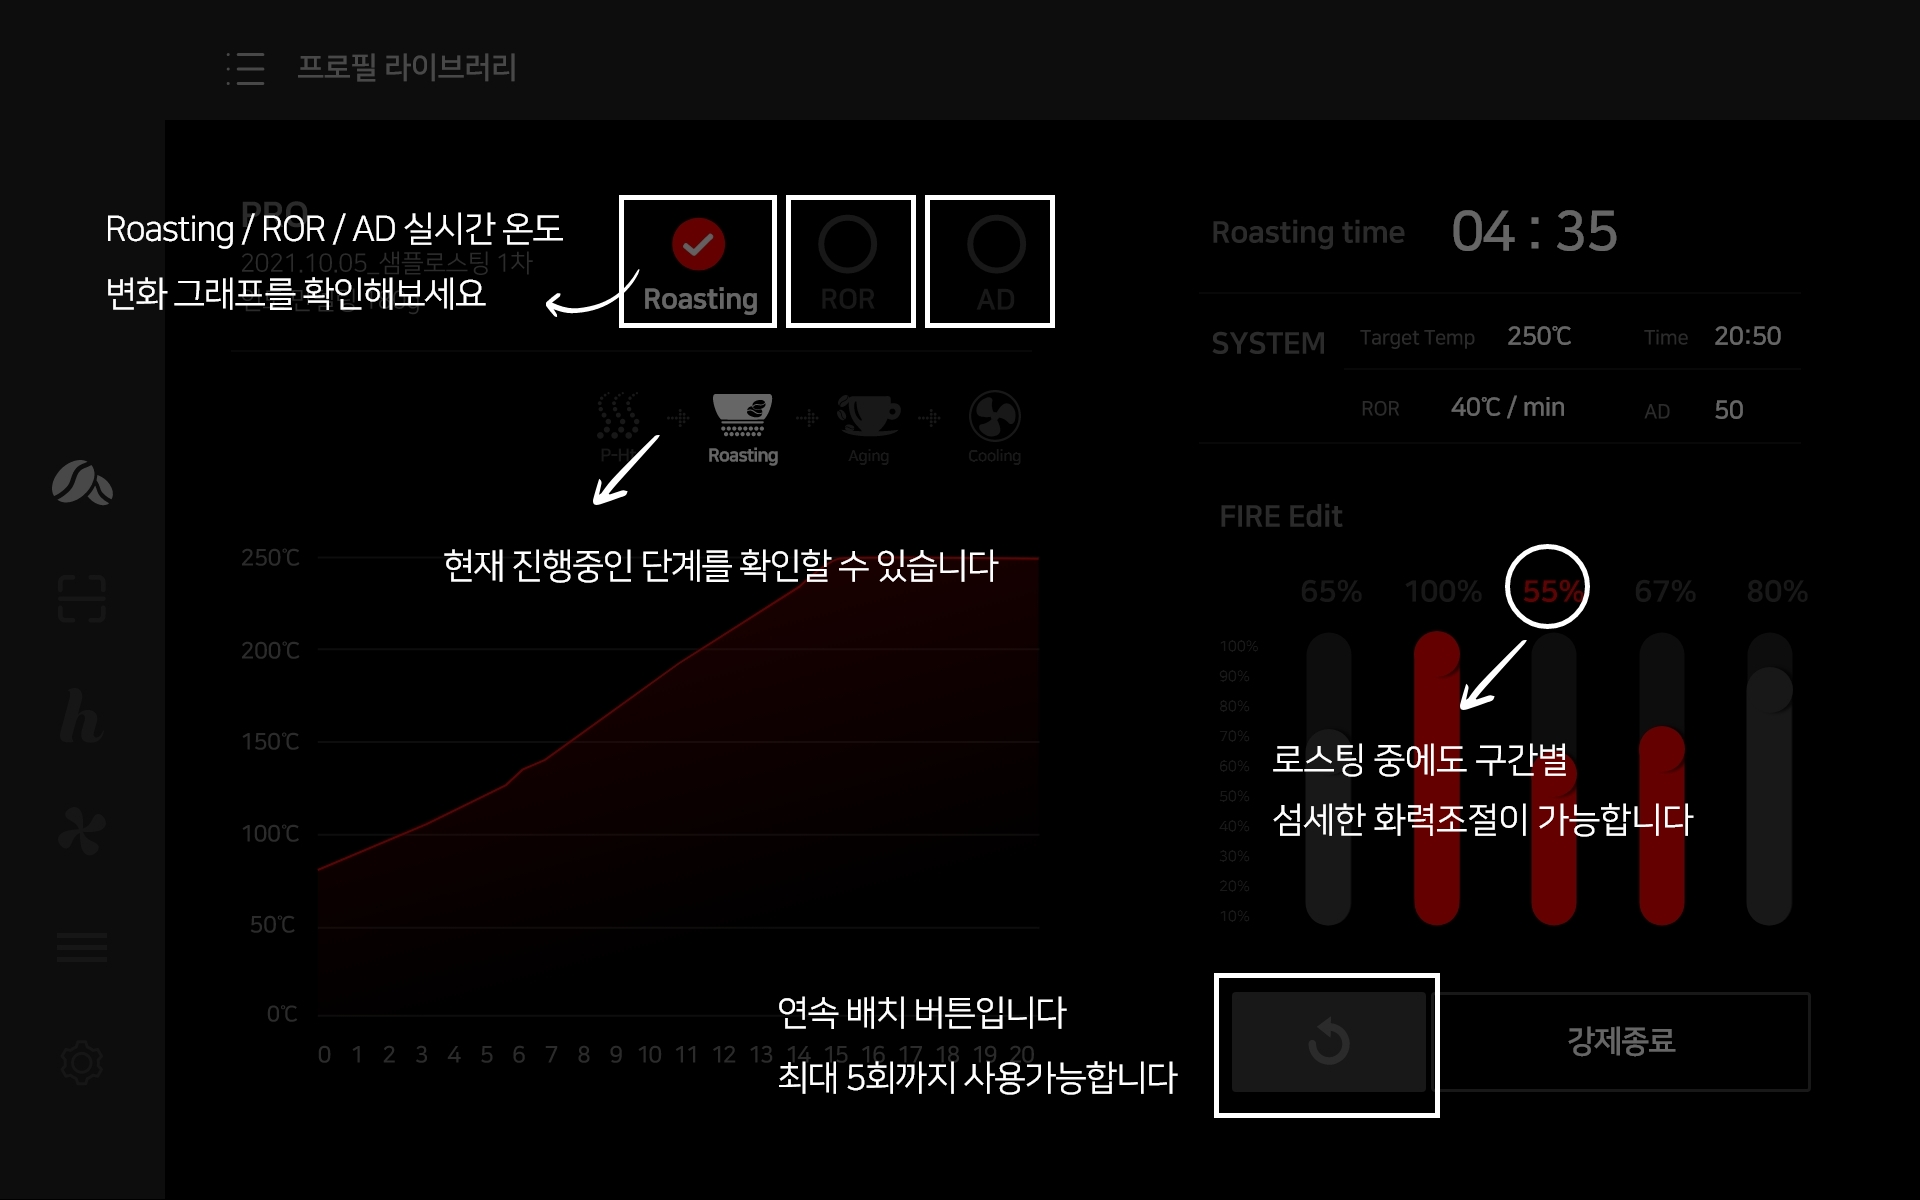 프로필 라이브러리
PRO
Roasting / ROR / AD 실시간 온도
2021.10.05_샘플로스팅 1차
변화 그래프를 확인해보세요
Roasting
ROR
AD
Roasting time
04 : 35
SYSTEM
Target Temp 250℃
Time 20:50
ROR 40℃ / min
AD 50
Roasting
Aging
Cooling
현재 진행중인 단계를 확인할 수 있습니다
250℃
200℃
150℃
100℃
50℃
0℃
0 1 2 3 4 5 6 7 8 9 10 11 12 13 14 15 16 17 18 19 20
FIRE Edit
65% 100% 55% 67% 80%
100%
90%
80%
70%
60%
50%
40%
30%
20%
10%
로스팅 중에도 구간별
섬세한 화력조절이 가능합니다
연속 배치 버튼입니다
최대 5회까지 사용가능합니다
강제종료